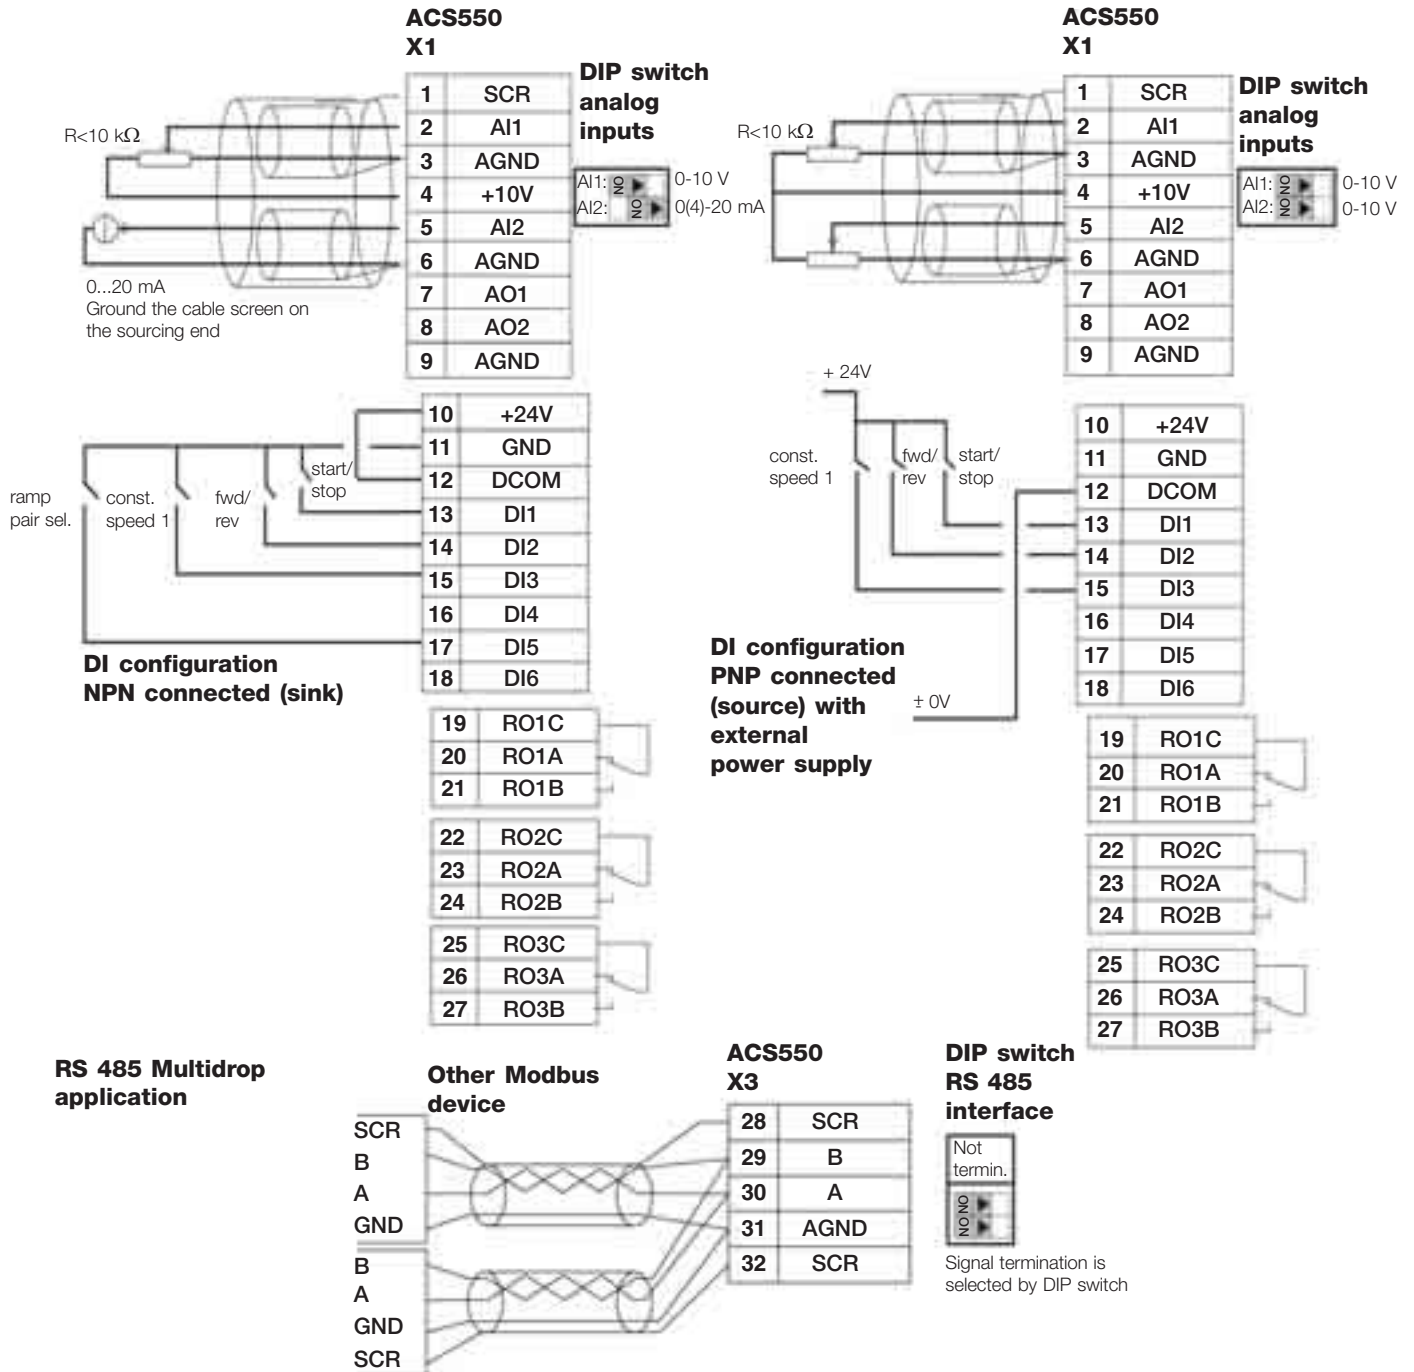 ACS550
X1
DIP switch
analog
inputs
1 SCR
2 AI1
3 AGND
4 +10V
5 AI2
6 AGND
7 AO1
8 AO2
9 AGND
R<10 kΩ
AI1: ON 0-10 V
AI2: ON 0(4)-20 mA
0...20 mA
Ground the cable screen on
the sourcing end
10 +24V
11 GND
12 DCOM
13 DI1
14 DI2
15 DI3
16 DI4
17 DI5
18 DI6
ramp
pair sel.
const.
speed 1
fwd/
rev
start/
stop
DI configuration
NPN connected (sink)
19 RO1C
20 RO1A
21 RO1B
22 RO2C
23 RO2A
24 RO2B
25 RO3C
26 RO3A
27 RO3B
ACS550
X1
DIP switch
analog
inputs
1 SCR
2 AI1
3 AGND
4 +10V
5 AI2
6 AGND
7 AO1
8 AO2
9 AGND
R<10 kΩ
AI1: ON 0-10 V
AI2: ON 0-10 V
+ 24V
const.
speed 1
fwd/
rev
start/
stop
10 +24V
11 GND
12 DCOM
13 DI1
14 DI2
15 DI3
16 DI4
17 DI5
18 DI6
± 0V
DI configuration
PNP connected
(source) with
external
power supply
19 RO1C
20 RO1A
21 RO1B
22 RO2C
23 RO2A
24 RO2B
25 RO3C
26 RO3A
27 RO3B
RS 485 Multidrop
application
Other Modbus
device
SCR
B
A
GND
B
A
GND
SCR
ACS550
X3
28 SCR
29 B
30 A
31 AGND
32 SCR
DIP switch
RS 485
interface
Not
termin.
ON
ON
Signal termination is
selected by DIP switch